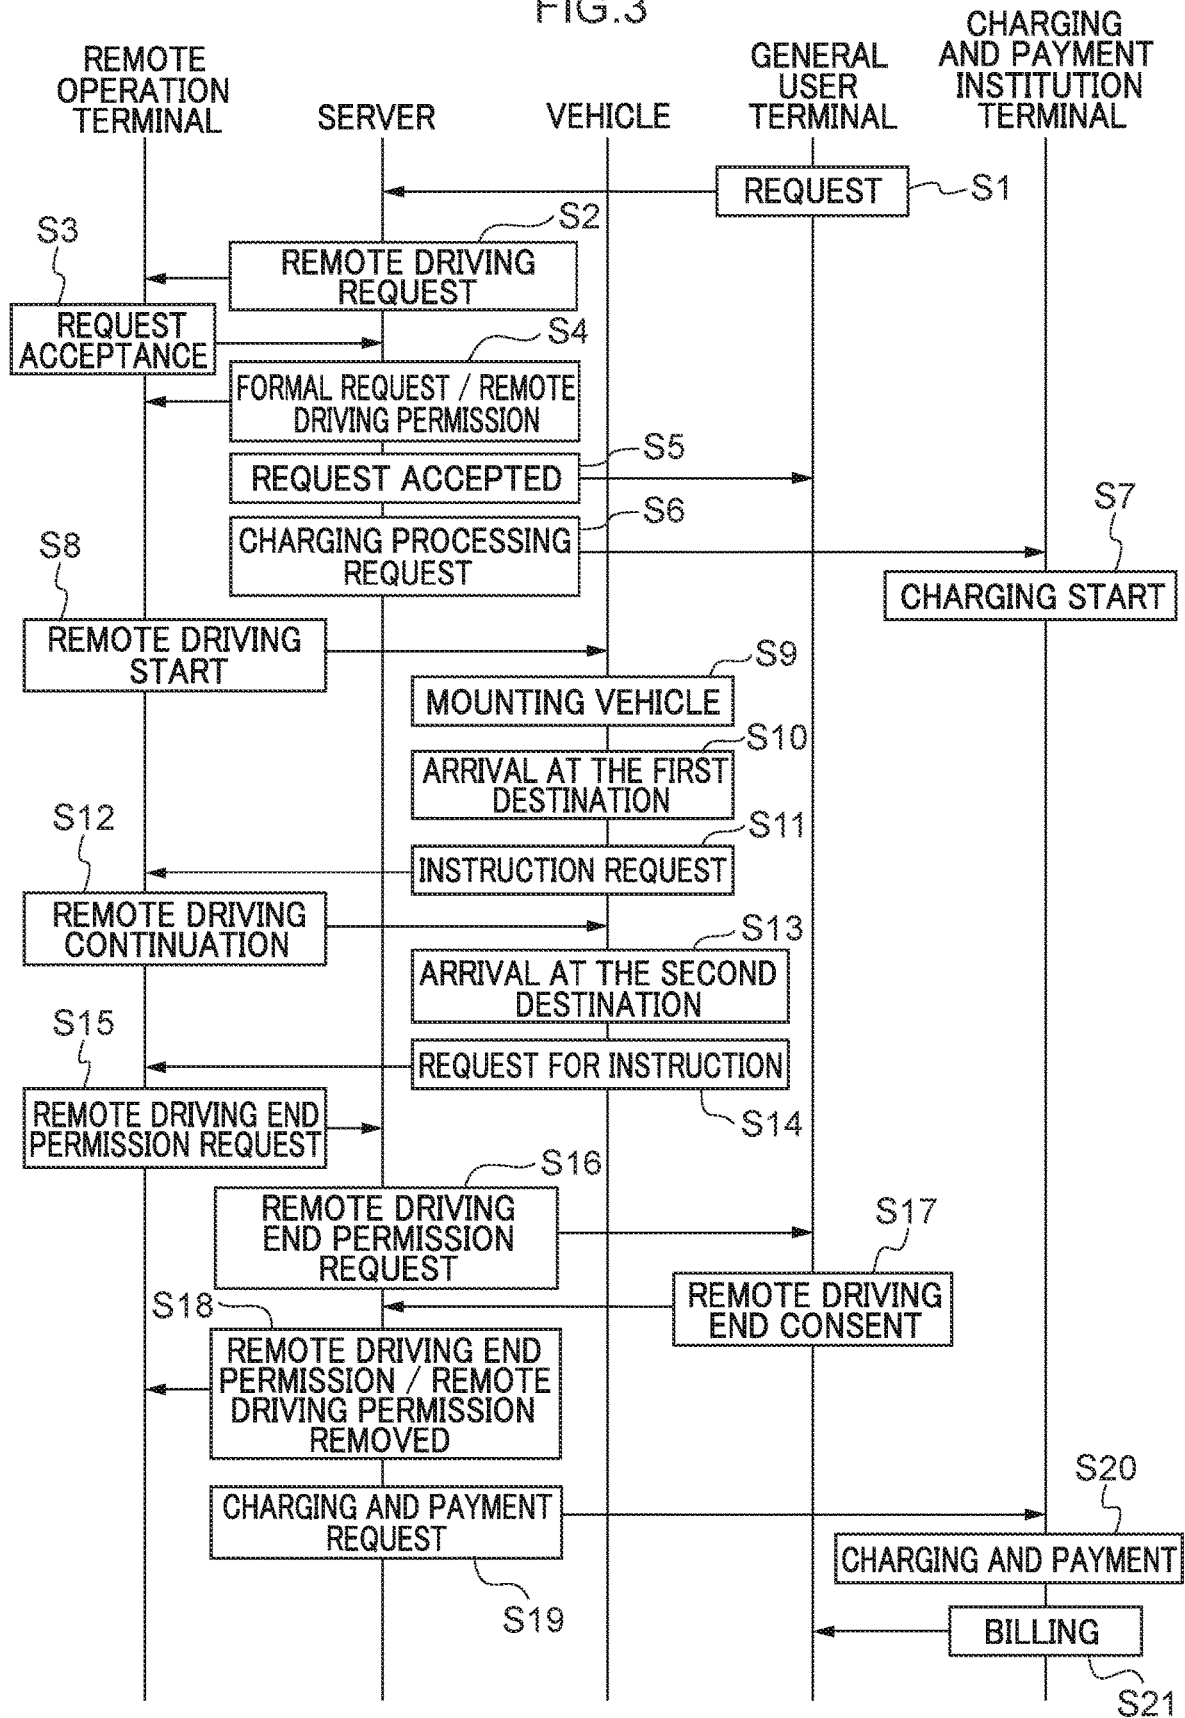 FIG.3
REMOTE
OPERATION
TERMINAL
SERVER
VEHICLE
GENERAL
USER
TERMINAL
CHARGING
AND PAYMENT
INSTITUTION
TERMINAL
REQUEST
S1
S2
REMOTE DRIVING
REQUEST
S3
REQUEST
ACCEPTANCE
S4
FORMAL REQUEST / REMOTE
DRIVING PERMISSION
S5
REQUEST ACCEPTED
S6
CHARGING PROCESSING
REQUEST
S7
CHARGING START
S8
REMOTE DRIVING
START
S9
MOUNTING VEHICLE
S10
ARRIVAL AT THE FIRST
DESTINATION
S11
INSTRUCTION REQUEST
S12
REMOTE DRIVING
CONTINUATION
S13
ARRIVAL AT THE SECOND
DESTINATION
REQUEST FOR INSTRUCTION
S14
S15
REMOTE DRIVING END
PERMISSION REQUEST
S16
REMOTE DRIVING
END PERMISSION
REQUEST
S17
REMOTE DRIVING
END CONSENT
S18
REMOTE DRIVING END
PERMISSION / REMOTE
DRIVING PERMISSION
REMOVED
CHARGING AND PAYMENT
REQUEST
S19
S20
CHARGING AND PAYMENT
BILLING
S21